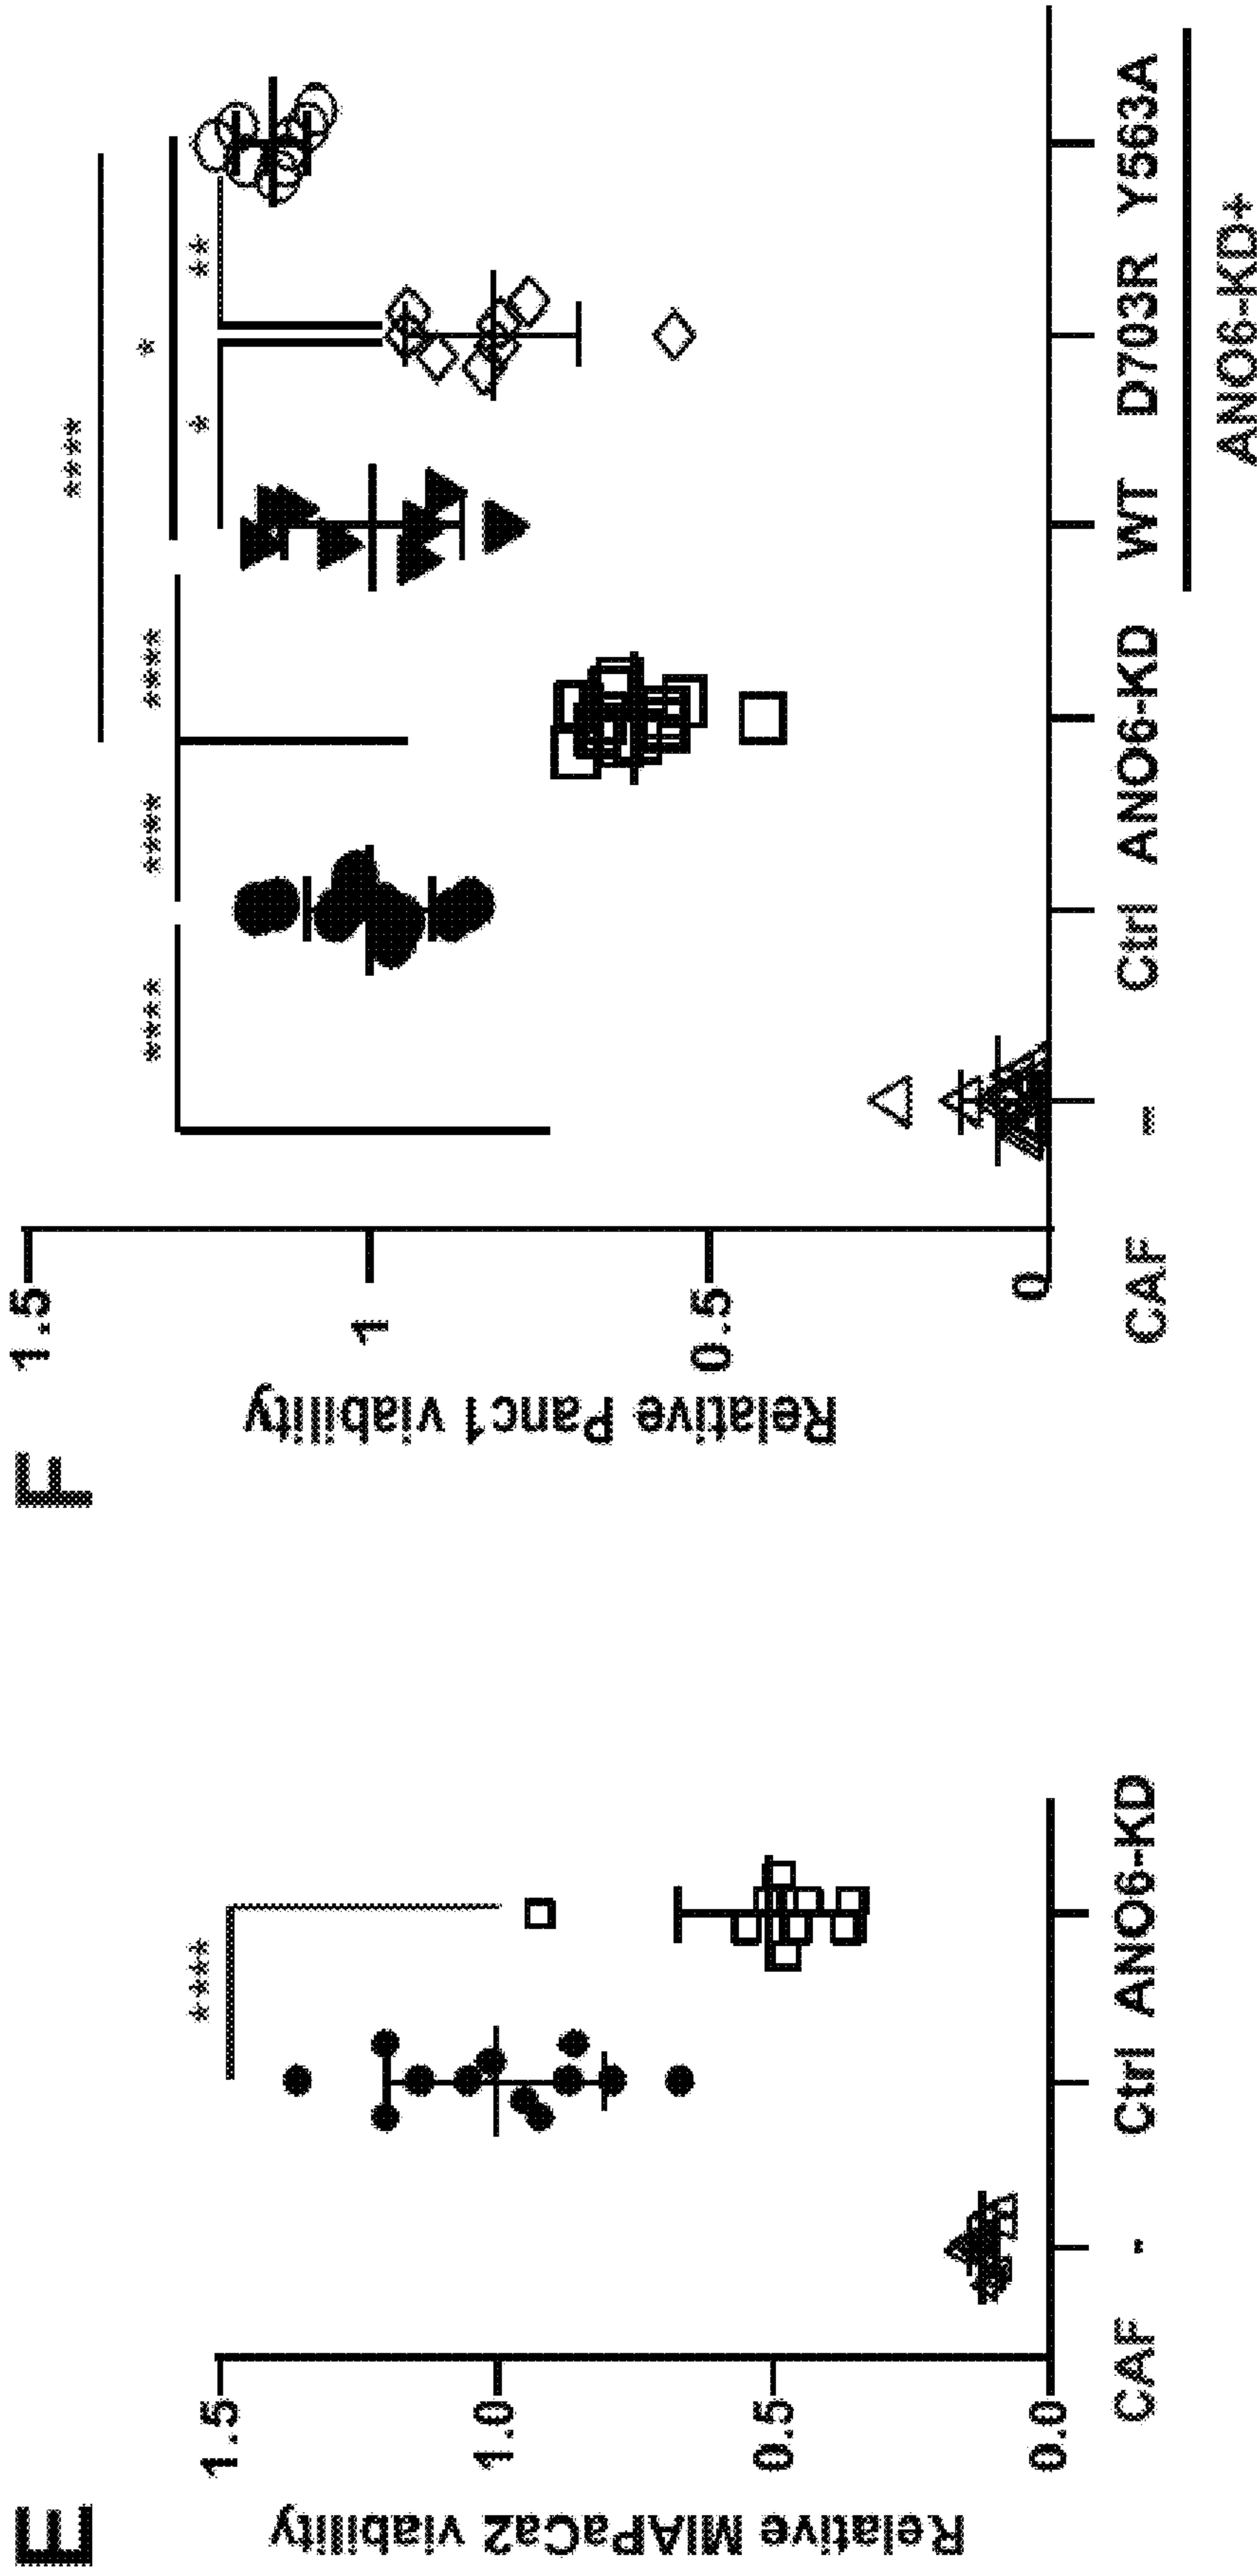 E
Relative MIAPaCa2 viability
1.5
1.0
0.5
0.0
****
CAF - Ctrl ANO6-KD
F
Relative Panc1 viability
1.5
1
0.5
0
****
*
**** **** ****
* **
CAF – Ctrl ANO6-KD WT D703R Y563A
ANO6-KD+